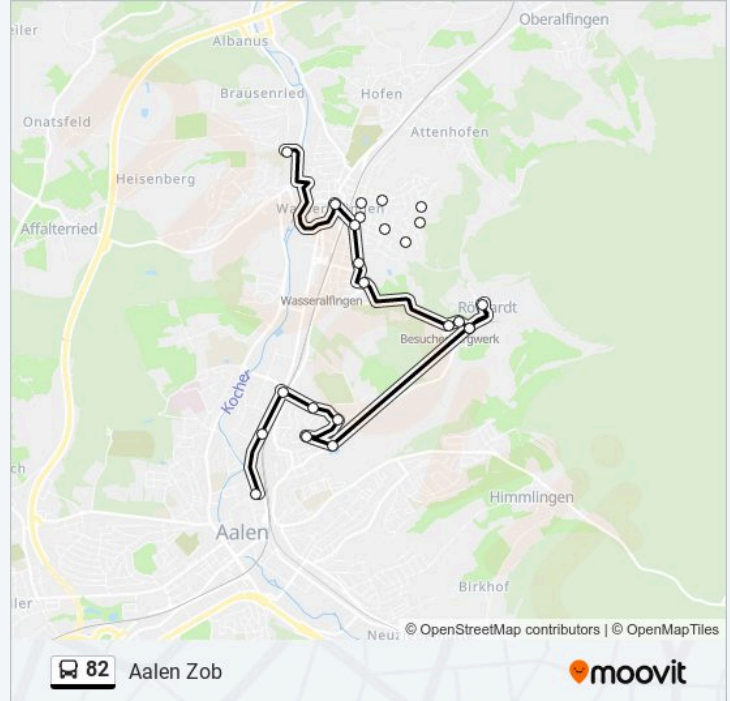 Oberalfingen
Albanus
Brausenried
Hofen
Onatsfeld
Attenhofen
Heisenberg
Affalterried
Wasseralfingen
Kocher
Himmlingen
Aalen
Birkhof
© OpenStreetMap contributors | © OpenMapTiles
82 Aalen Zob
moovit